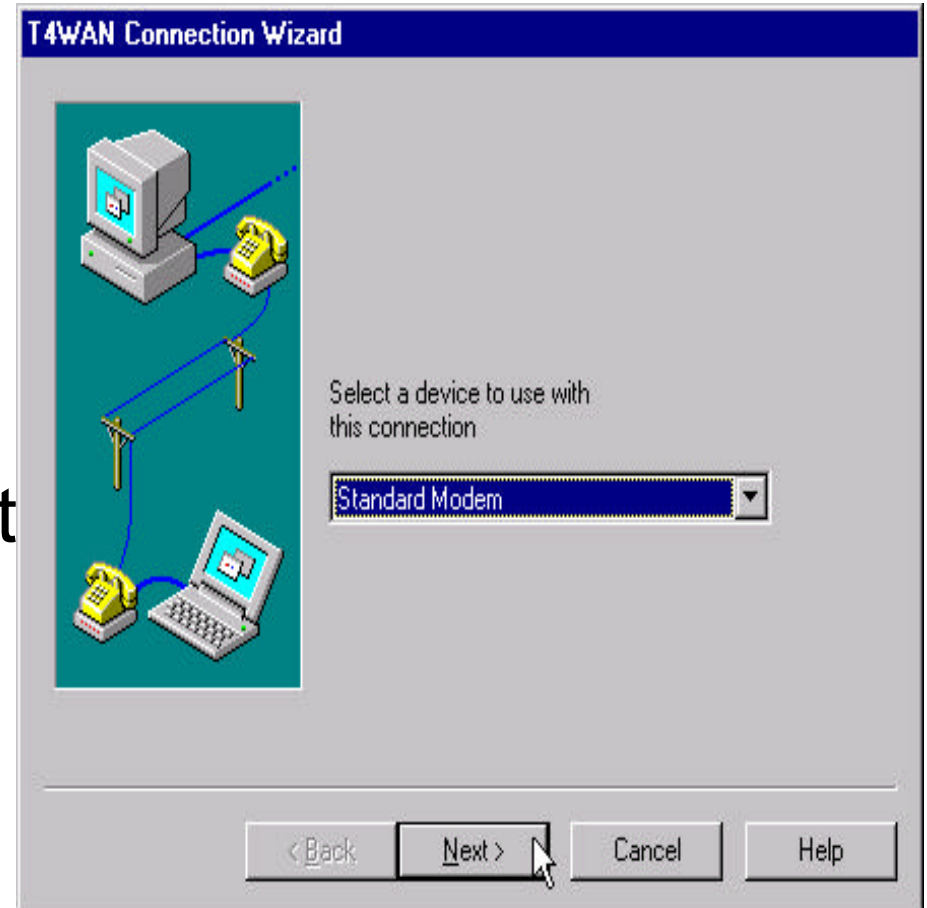 T4WAN Connection Wizard
Select a device to use with
this connection
Standard Modem
t
< Back
Next >
Cancel
Help